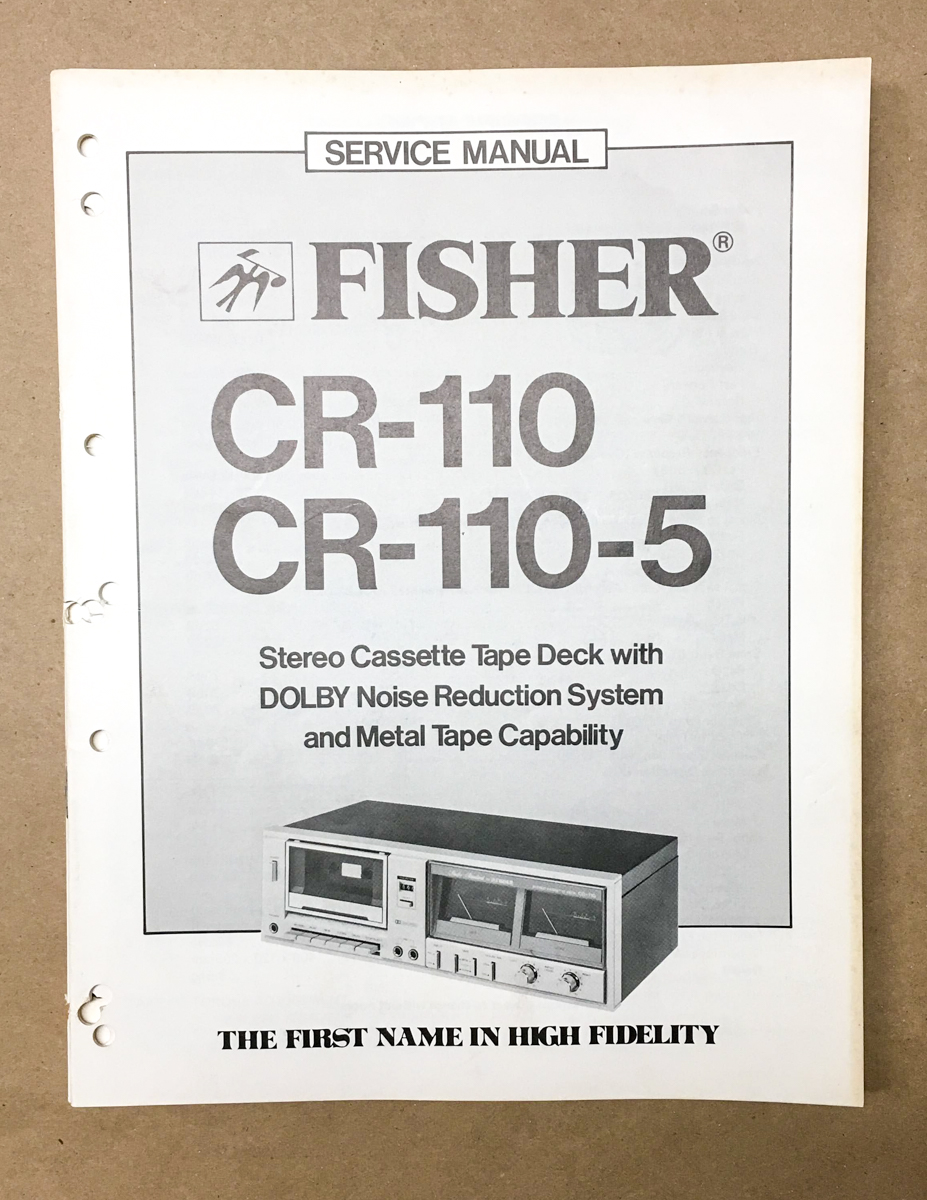 SERVICE MANUAL
FISHER®
CR-110
CR-110-5
Stereo Cassette Tape Deck with
DOLBY Noise Reduction System
and Metal Tape Capability
THE FIRST NAME IN HIGH FIDELITY